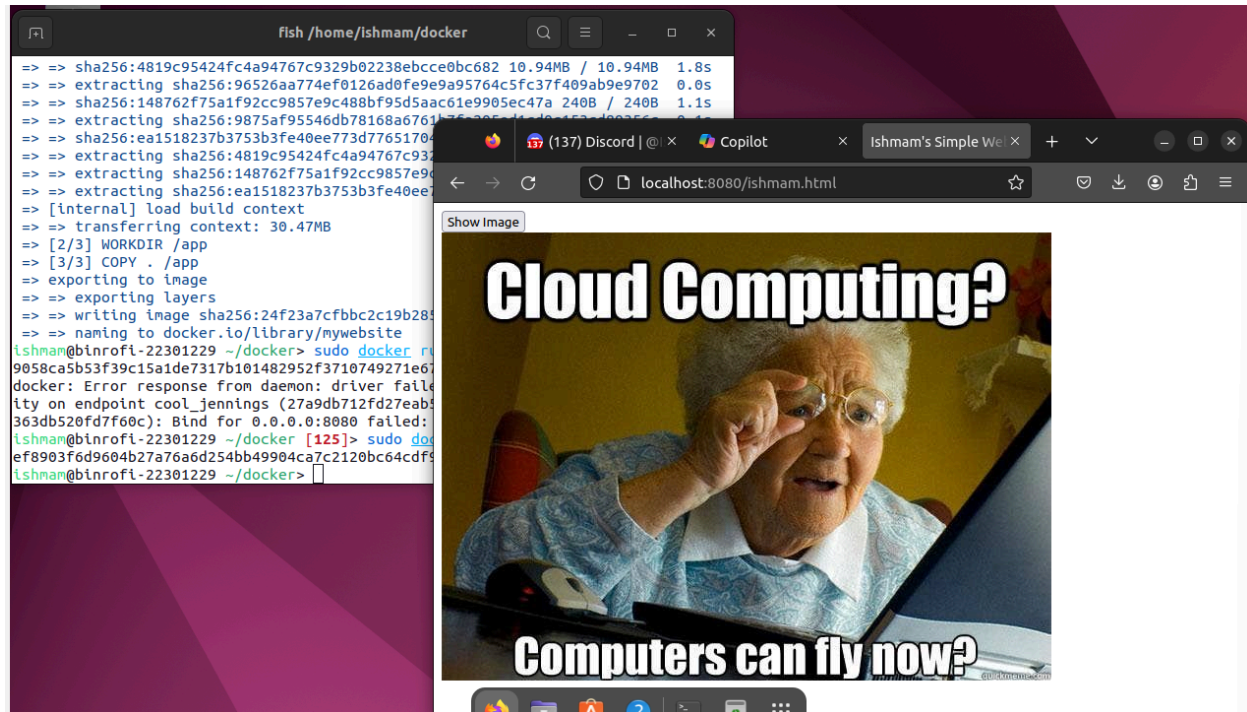 fish /home/ishmam/docker
=> => sha256:4819c95424fc4a94767c9329b02238ebcce0bc682 10.94MB / 10.94MB 1.8s
=> => extracting sha256:96526aa774ef0126ad0fe9e9a95764c5fc37f409ab9e9702 0.0s
=> => sha256:148762f75a1f92cc9857e9c488bf95d5aac61e9905ec47a 240B / 240B 1.1s
=> => extracting sha256:9875af95546db78168a6761
=> => sha256:ea1518237b3753b3fe40ee773d77651704
=> => extracting sha256:4819c95424fc4a94767c932
=> => extracting sha256:148762f75a1f92cc9857e9c
=> => extracting sha256:ea1518237b3753b3fe40ee7
=> [internal] load build context
=> => transferring context: 30.47MB
=> [2/3] WORKDIR /app
=> [3/3] COPY . /app
=> exporting to image
=> => exporting layers
=> => writing image sha256:24f23a7cfbbc2c19b285
=> => naming to docker.io/library/mywebsite
ishmam@binrofi-22301229 ~/docker> sudo docker ru
9058ca5b53f39c15a1de7317b101482952f3710749271e67
docker: Error response from daemon: driver faile
ity on endpoint cool_jennings (27a9db712fd27eab5
363db520fd7f60c): Bind for 0.0.0.0:8080 failed:
ishmam@binrofi-22301229 ~/docker [125]> sudo doc
ef8903f6d9604b27a76a6d254bb49904ca7c2120bc64cdf9
ishmam@binrofi-22301229 ~/docker>
137 (137) Discord | @ Copilot Ishmam's Simple We
localhost:8080/ishmam.html
Show Image
Cloud Computing?
Computers can fly now?
quickmeme.com